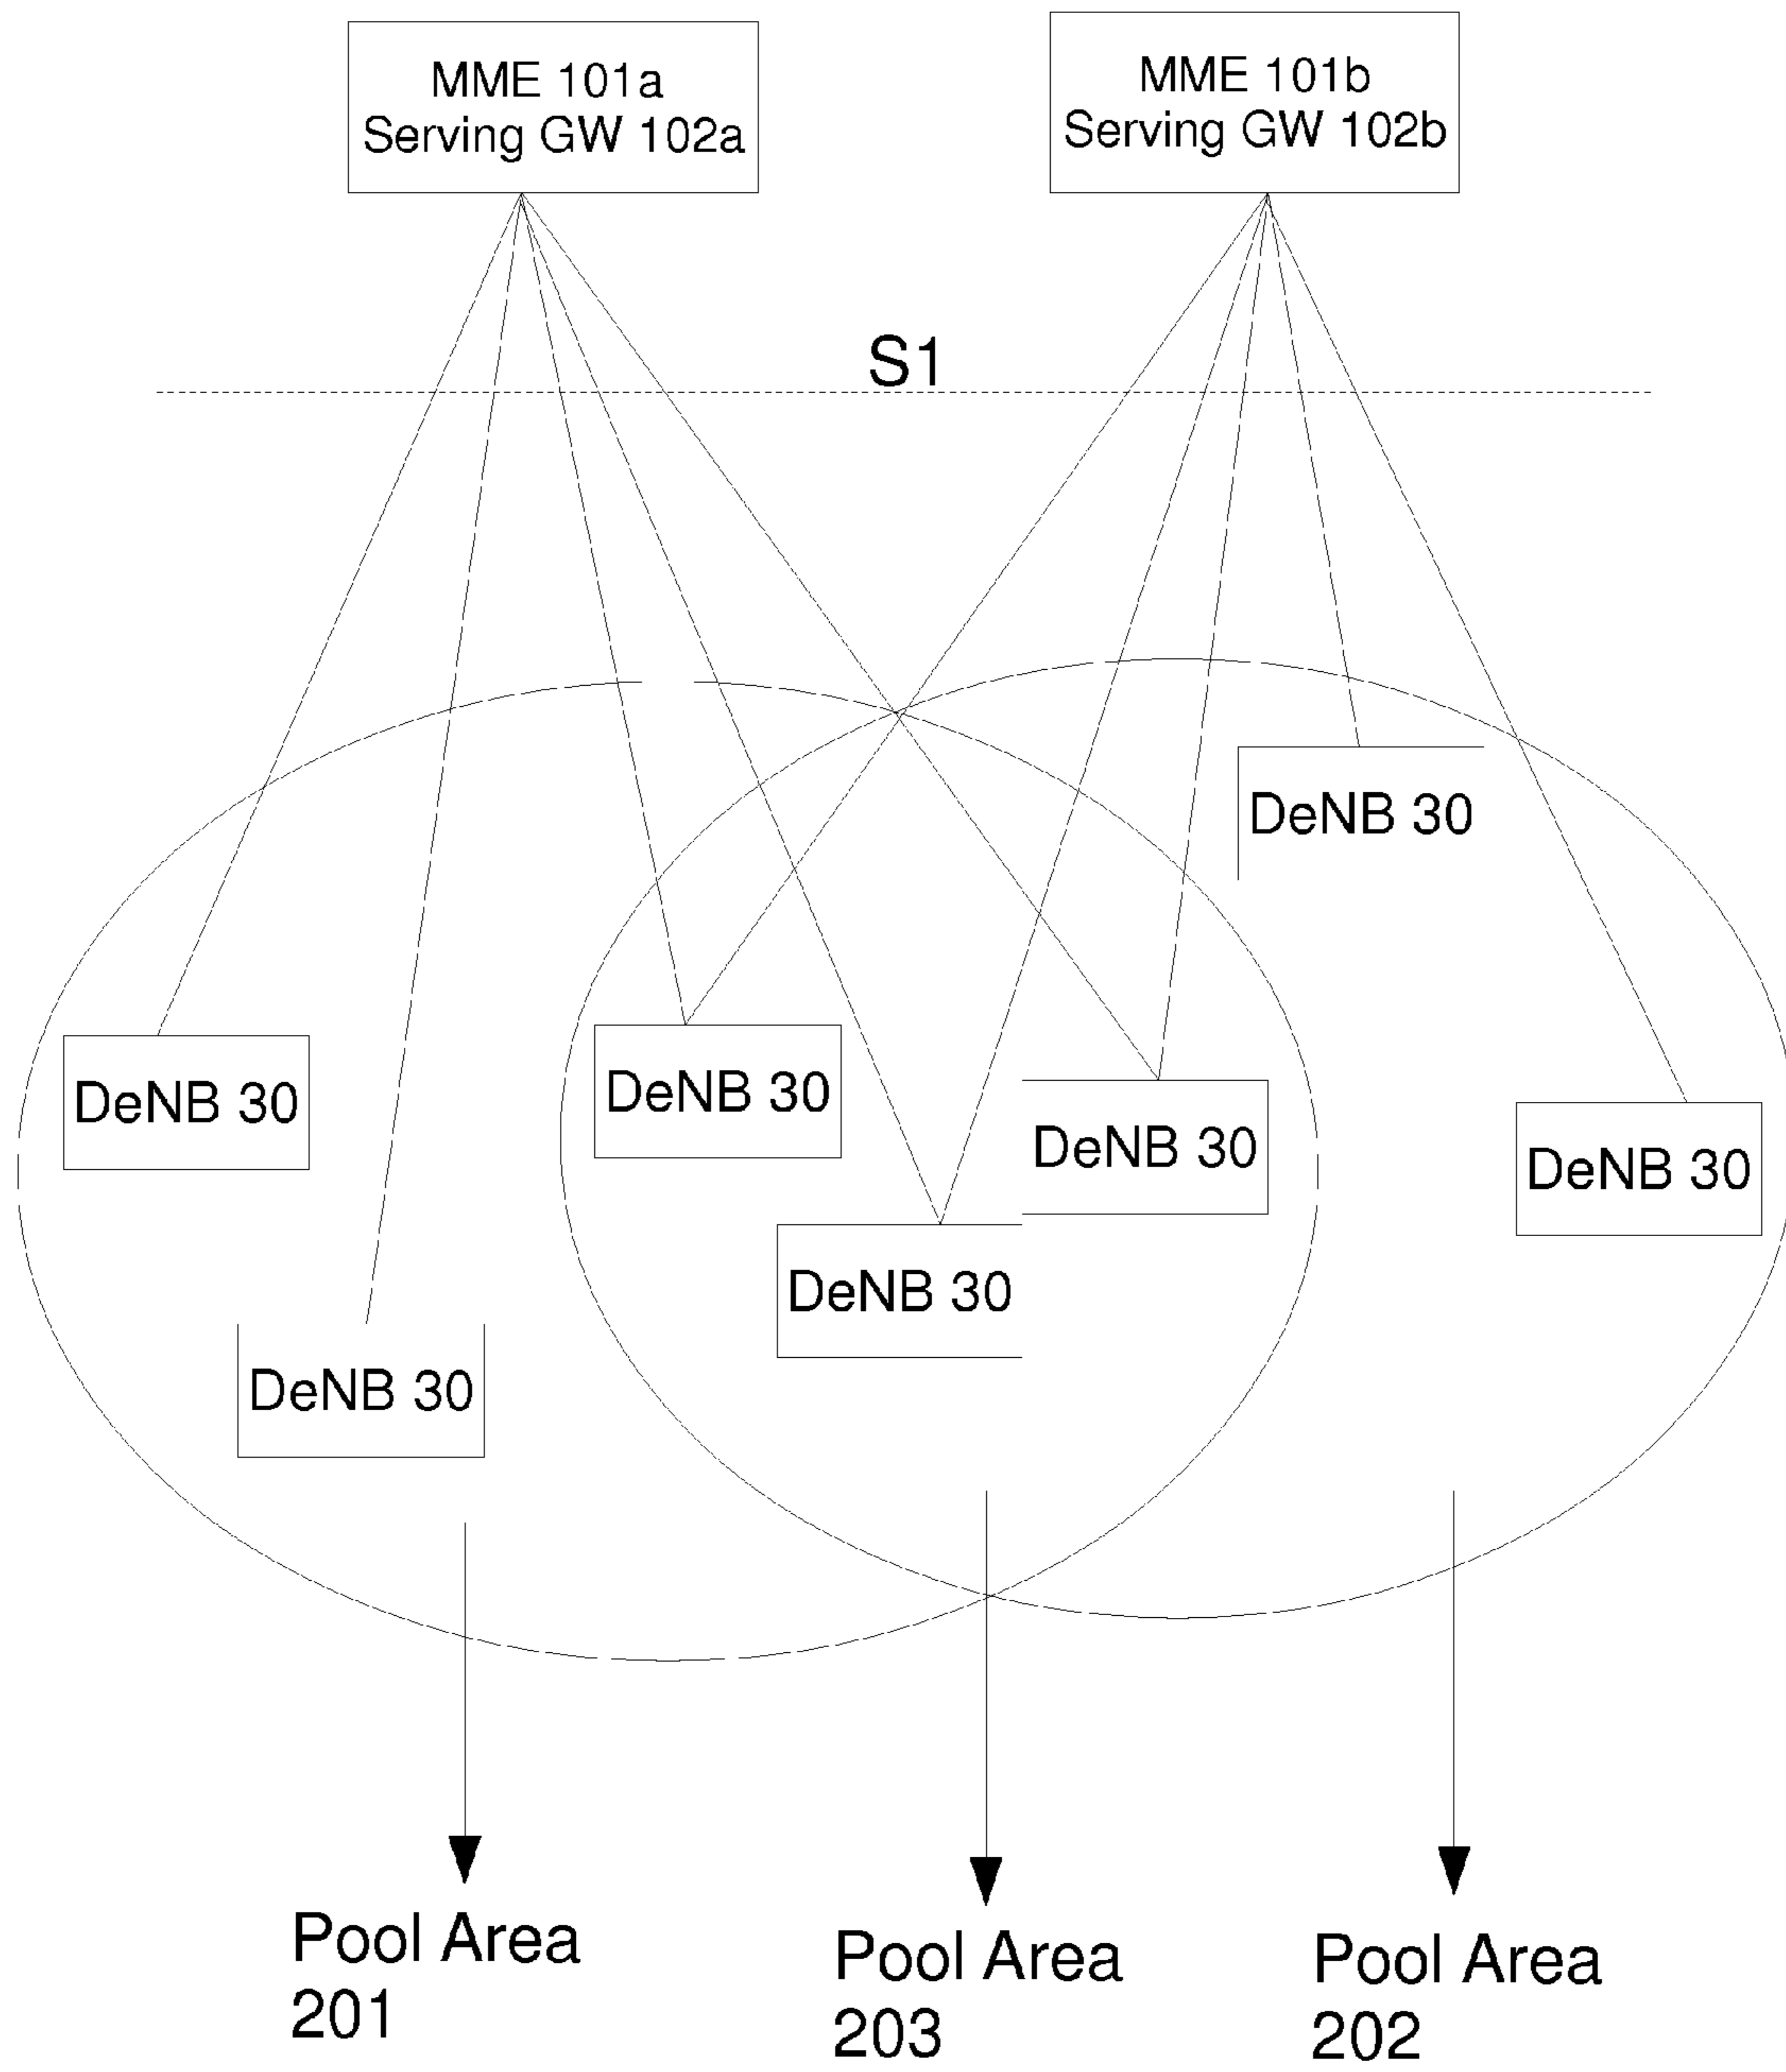 MME 101a
Serving GW 102a
MME 101b
Serving GW 102b
S1
DeNB 30
DeNB 30
DeNB 30
DeNB 30
DeNB 30
DeNB 30
DeNB 30
Pool Area
201
Pool Area
203
Pool Area
202